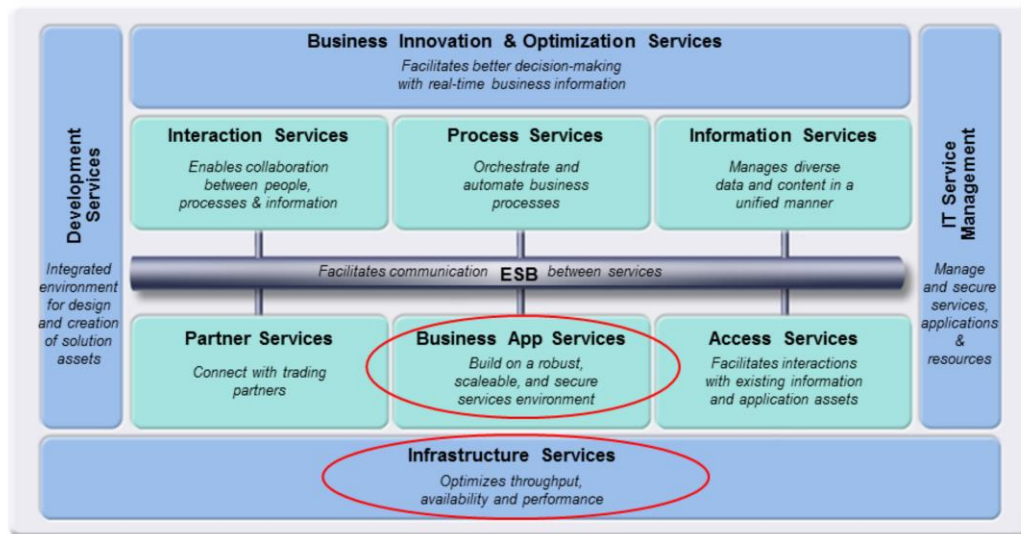 Business Innovation & Optimization Services
Facilitates better decision-making
with real-time business information
Development
Services
Integrated
environment
for design
and creation
of solution
assets
Interaction Services
Enables collaboration
between people,
processes & information
Process Services
Orchestrate and
automate business
processes
Information Services
Manages diverse
data and content in a
unified manner
IT Service
Management
Manage
and secure
services,
applications
&
resources
Facilitates communication ESB between services
Partner Services
Connect with trading
partners
Business App Services
Build on a robust,
scaleable, and secure
services environment
Access Services
Facilitates interactions
with existing information
and application assets
Infrastructure Services
Optimizes throughput,
availability and performance